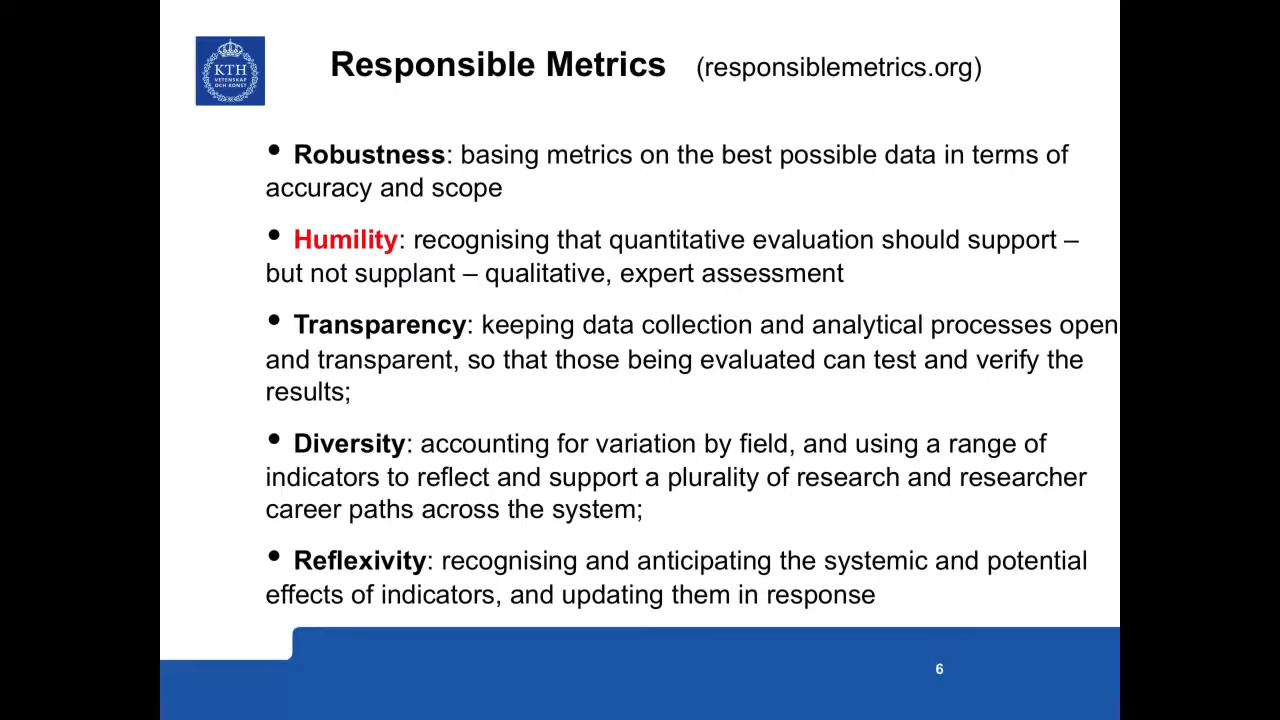 KTH
VETENSKAP
OCH KONST
Responsible Metrics (responsiblemetrics.org)
• Robustness: basing metrics on the best possible data in terms of
accuracy and scope
• Humility: recognising that quantitative evaluation should support –
but not supplant – qualitative, expert assessment
• Transparency: keeping data collection and analytical processes open
and transparent, so that those being evaluated can test and verify the
results;
• Diversity: accounting for variation by field, and using a range of
indicators to reflect and support a plurality of research and researcher
career paths across the system;
• Reflexivity: recognising and anticipating the systemic and potential
effects of indicators, and updating them in response
6